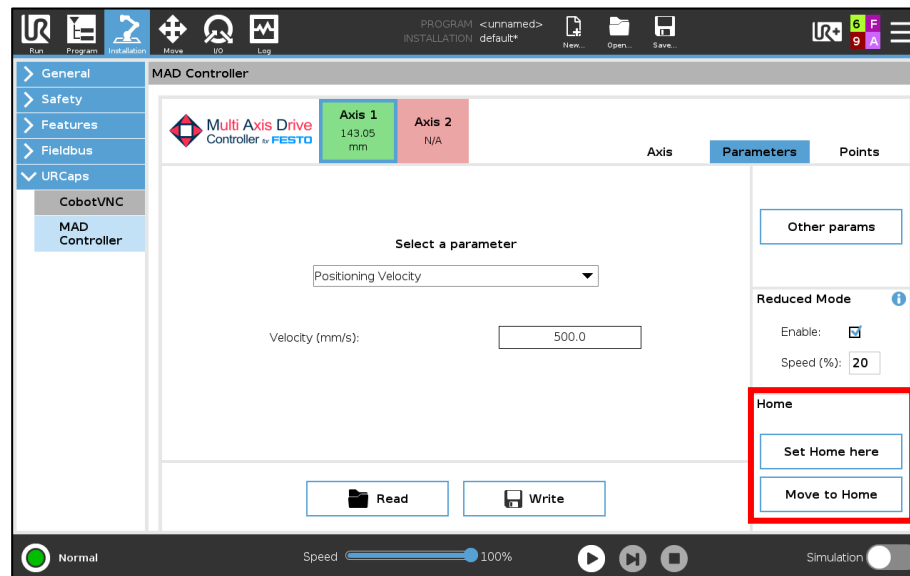 PROGRAM <unnamed>
INSTALLATION default*
Run Program Installation Move I/O Log New... Open... Save...
UR+ 6 F
9 A
General
Safety
Features
Fieldbus
URCaps
CobotVNC
MAD
Controller
MAD Controller
Multi Axis Drive
Controller for FESTO
Axis 1
143.05
mm
Axis 2
N/A
Axis Parameters Points
Select a parameter
Positioning Velocity
Velocity (mm/s): 500.0
Read Write
Other params
Reduced Mode
Enable:
Speed (%): 20
Home
Set Home here
Move to Home
Normal Speed 100% Simulation